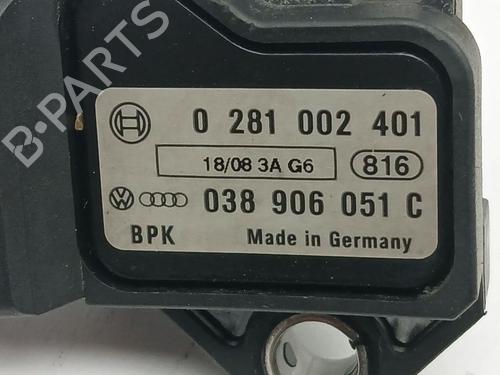 B-PARTS
0 281 002 401
18/08 3A G6 816
038 906 051 C
BPK Made in Germany